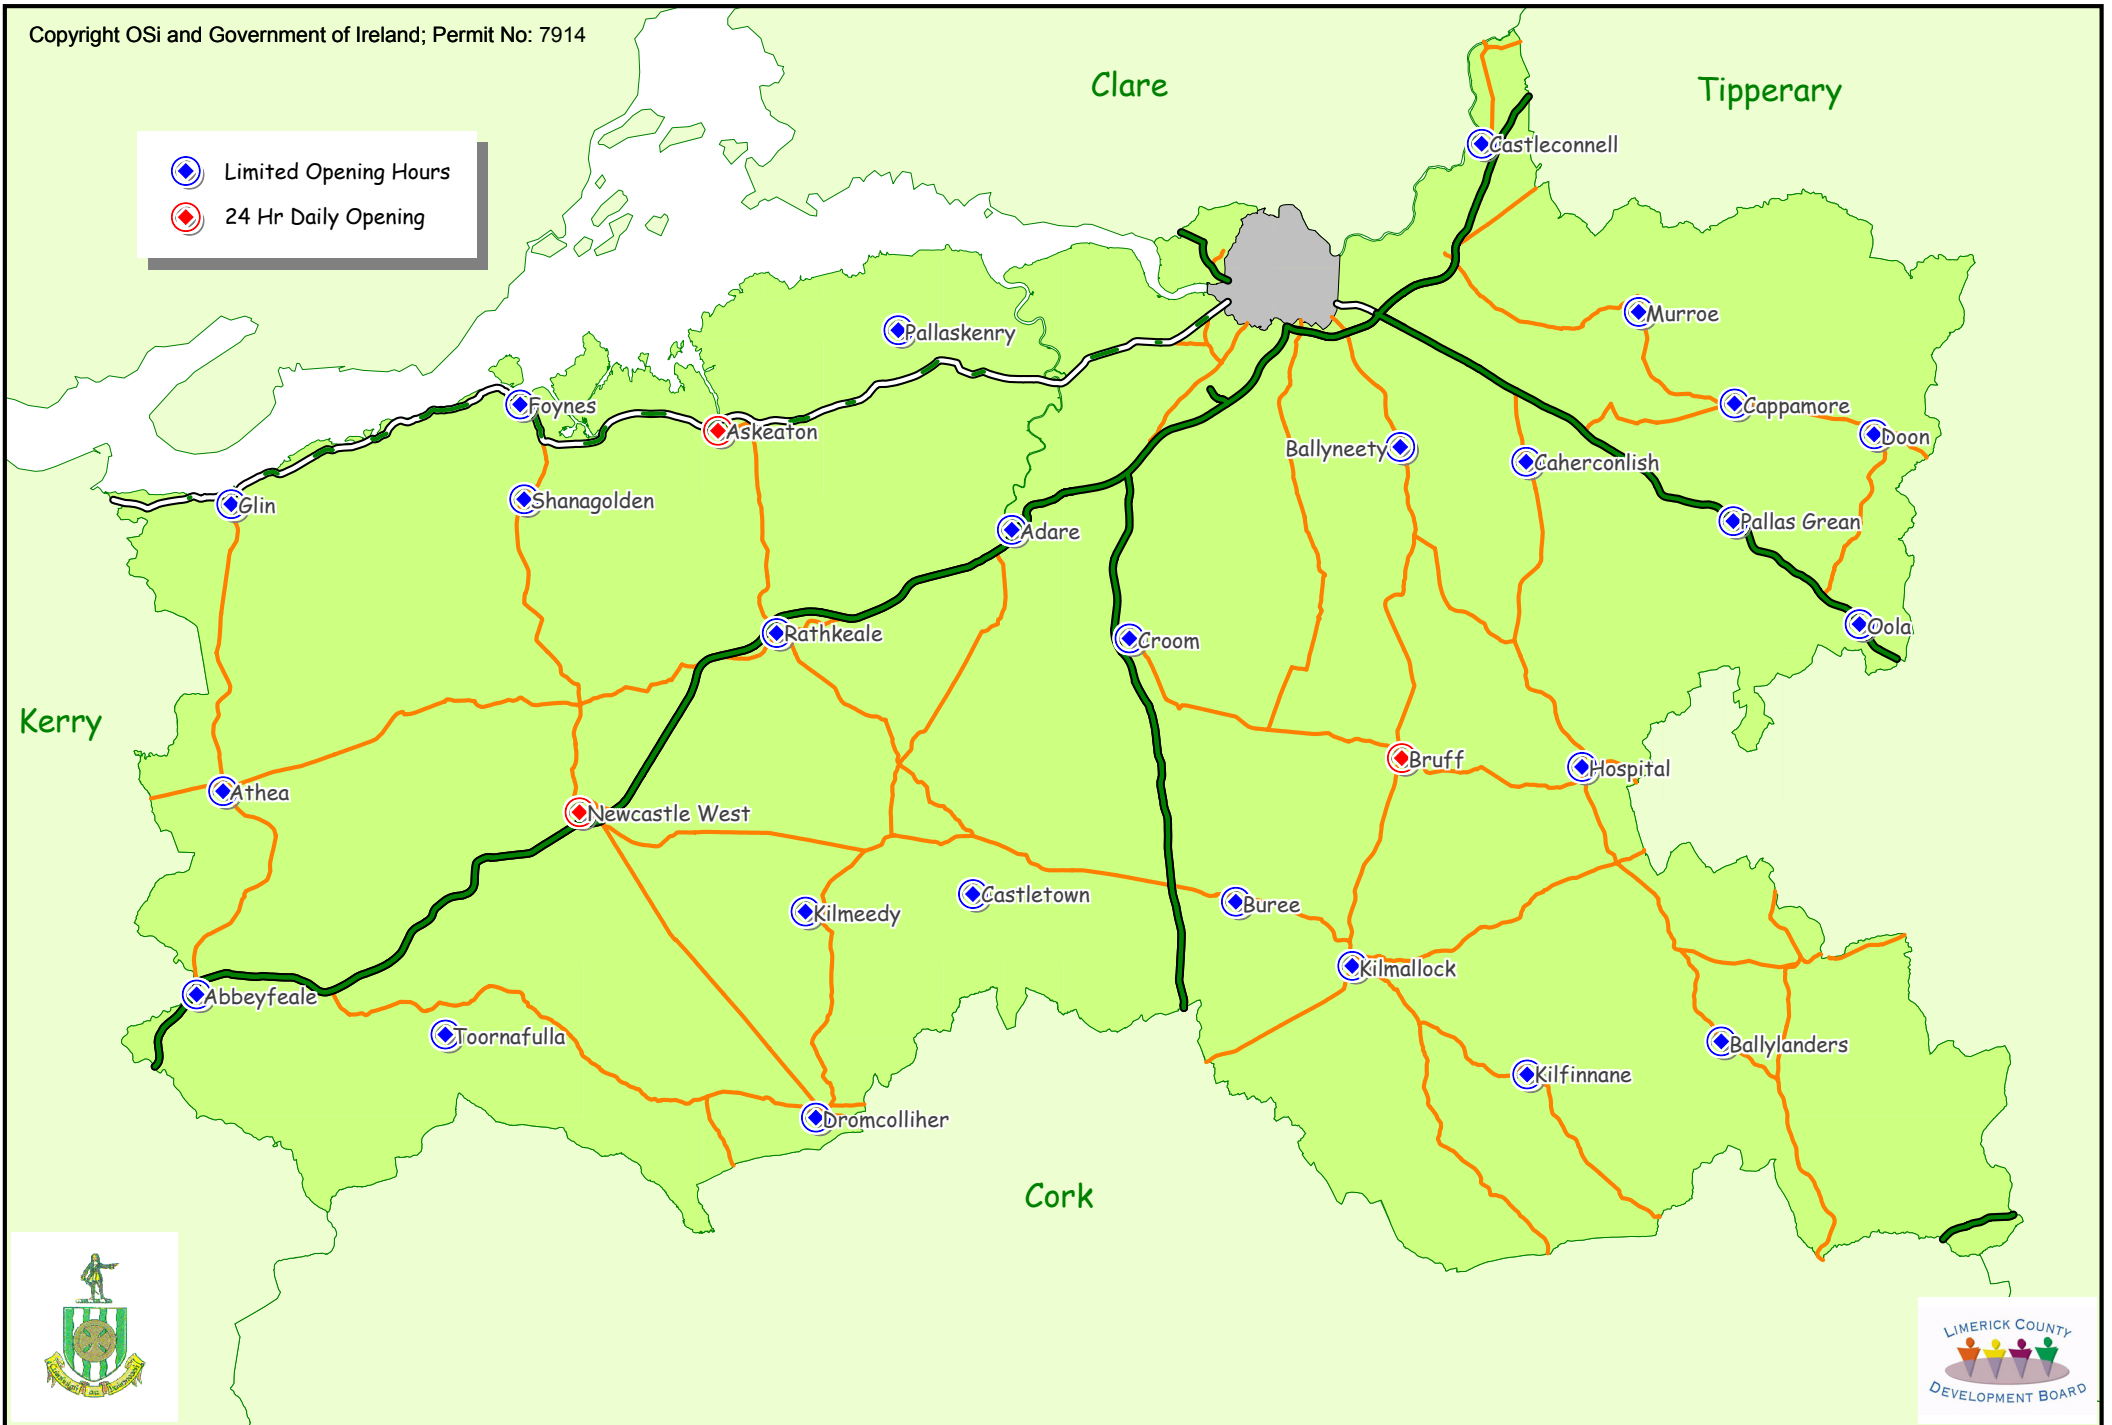 Copyright OSi and Government of Ireland; Permit No: 7914
Clare
Tipperary
Limited Opening Hours
24 Hr Daily Opening
Castleconnell
Murroe
Pallaskenry
Foynes
Askeaton
Cappamore
Doon
Ballyneety
Caherconlish
Glin
Shanagolden
Adare
Pallas Grean
Rathkeale
Croom
Oola
Kerry
Bruff
Hospital
Athea
Newcastle West
Castletown
Kilmeedy
Buree
Kilmallock
Abbeyfeale
Toornafulla
Ballylanders
Kilfinnane
Dromcolliher
Cork
LIMERICK COUNTY
DEVELOPMENT BOARD